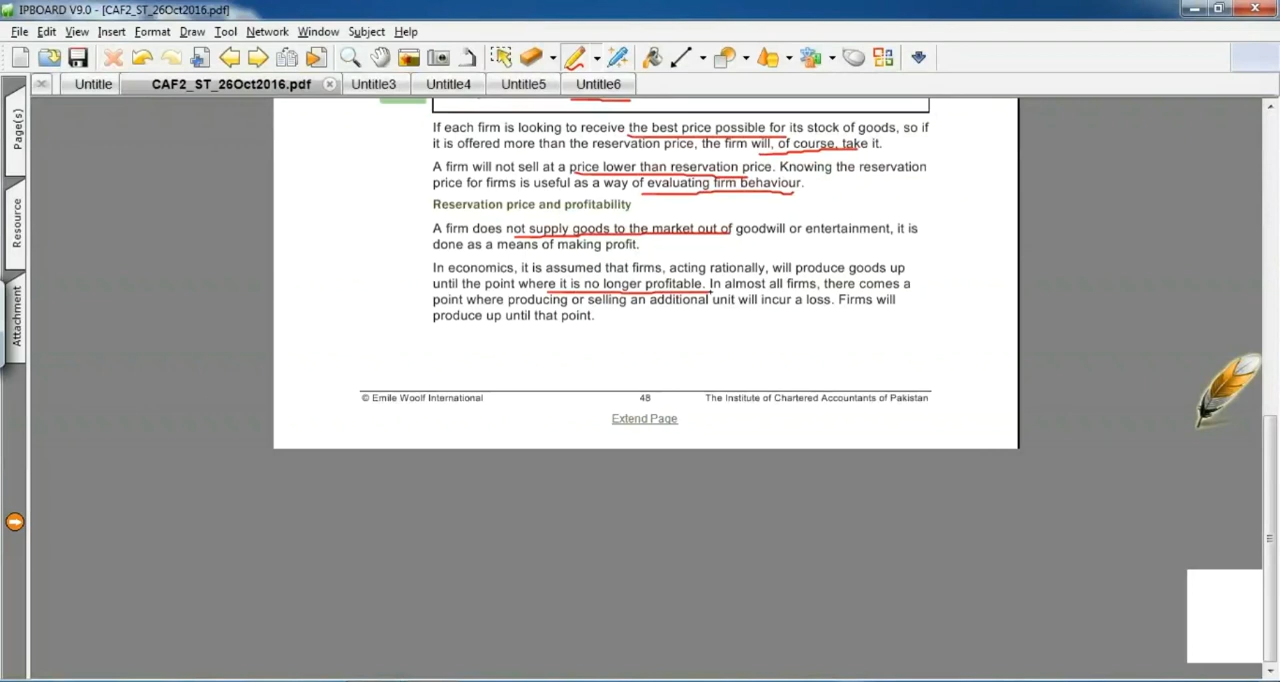 IPBOARD V9.0 - [CAF2_ST_26Oct2016.pdf]
File Edit View Insert Format Draw Tool Network Window Subject Help
Untitle CAF2_ST_26Oct2016.pdf Untitle3 Untitle4 Untitle5 Untitle6
Page(s)
Resource
Attachment
If each firm is looking to receive the best price possible for its stock of goods, so if
it is offered more than the reservation price, the firm will, of course, take it.
A firm will not sell at a price lower than reservation price. Knowing the reservation
price for firms is useful as a way of evaluating firm behaviour.
Reservation price and profitability
A firm does not supply goods to the market out of goodwill or entertainment, it is
done as a means of making profit.
In economics, it is assumed that firms, acting rationally, will produce goods up
until the point where it is no longer profitable. In almost all firms, there comes a
point where producing or selling an additional unit will incur a loss. Firms will
produce up until that point.
© Emile Woolf International 48 The Institute of Chartered Accountants of Pakistan
Extend Page